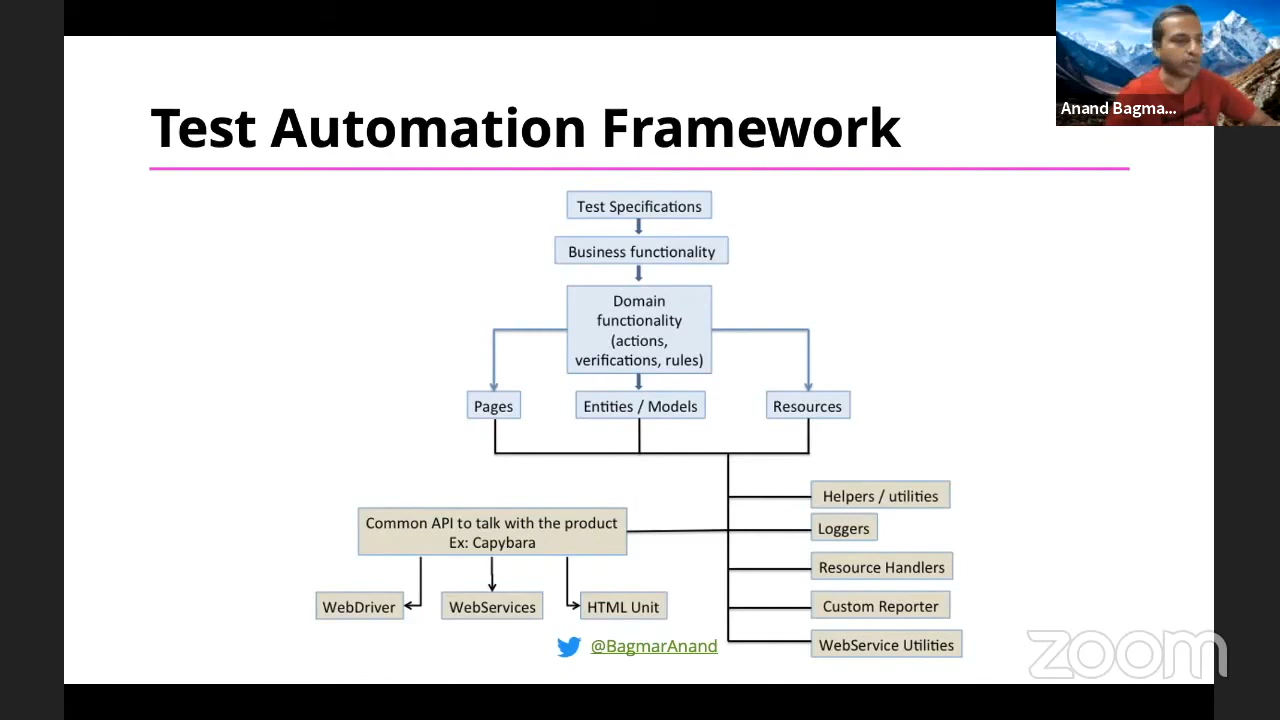 Anand Bagma...
Test Automation Framework
Test Specifications
Business functionality
Domain
functionality
(actions,
verifications, rules)
Pages
Entities / Models
Resources
Helpers / utilities
Common API to talk with the product
Ex: Capybara
Loggers
Resource Handlers
WebDriver
WebServices
HTML Unit
Custom Reporter
@BagmarAnand
WebService Utilities
zoom